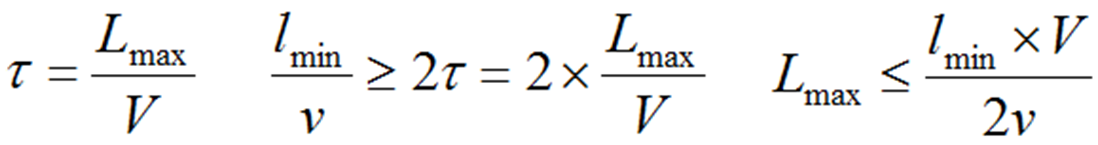 τ = L_max / V    l_min / v ≥ 2τ = 2 × L_max / V    L_max ≤ l_min × V / 2v